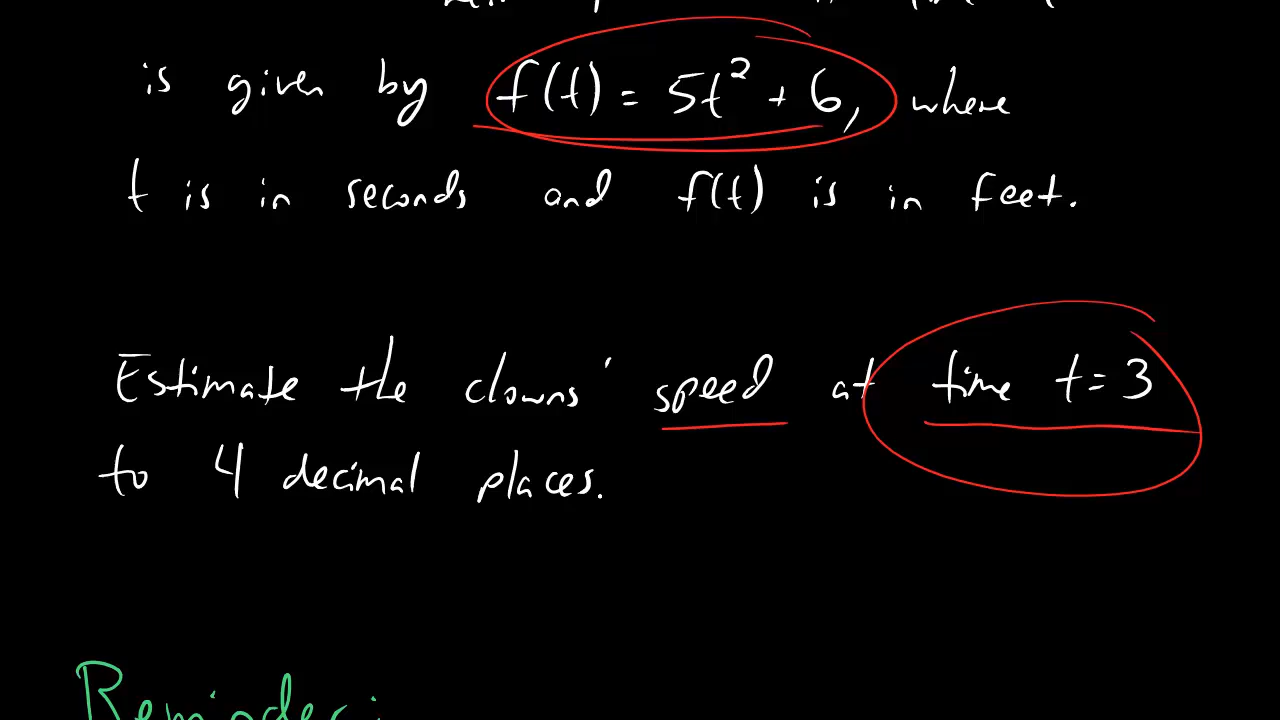 is given by f(t) = 5t² + 6, where
t is in seconds and f(t) is in feet.
Estimate the clowns' speed at time t = 3
to 4 decimal places.
Reminder: